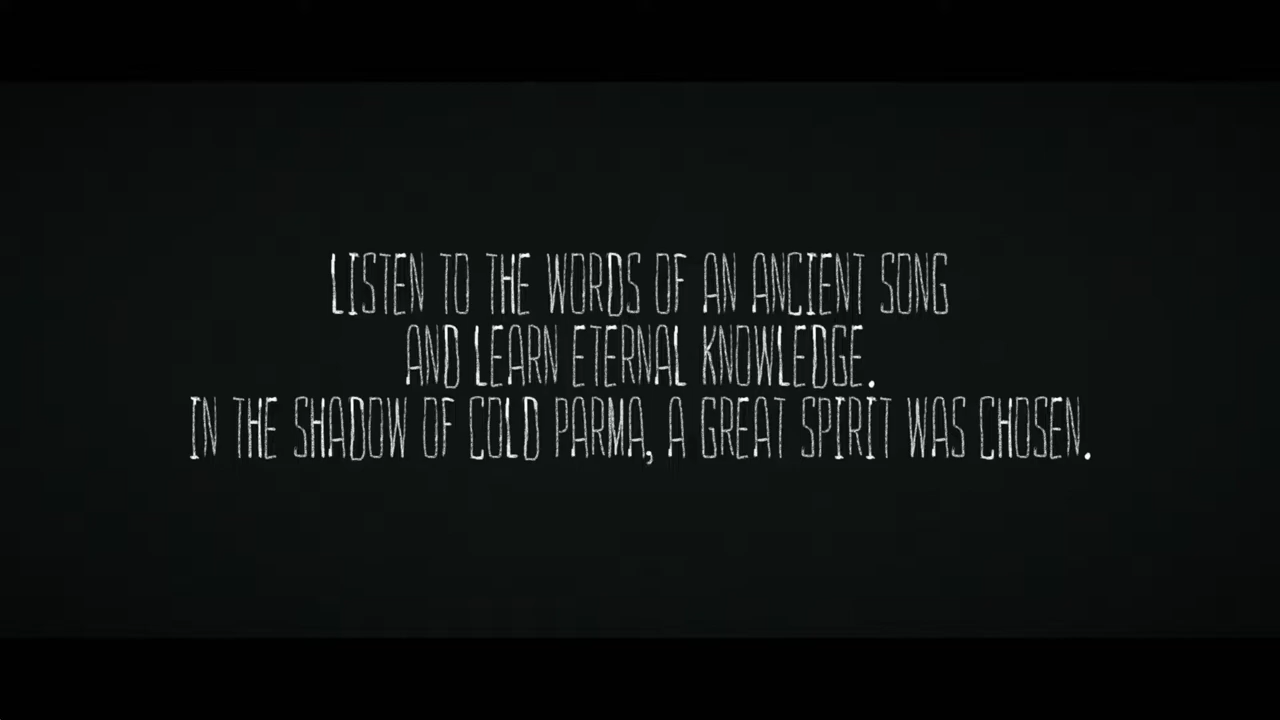 LISTEN TO THE WORDS OF AN ANCIENT SONG
AND LEARN ETERNAL KNOWLEDGE.
IN THE SHADOW OF COLD PARMA, A GREAT SPIRIT WAS CHOSEN.